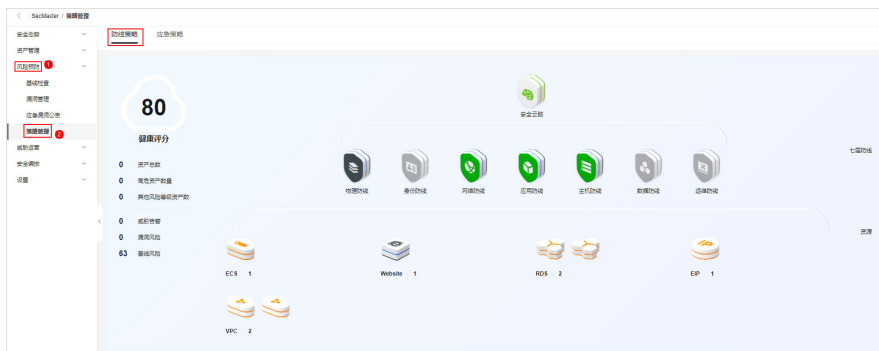 < SecMaster / 策略管理
安全态势
资产管理
风险预防 1
基线检查
漏洞管理
应急漏洞公告
策略管理 2
威胁运营
安全编排
设置
防线策略 应急策略
80
健康评分
0 资产总数
0 高危资产数量
0 其他风险等级资产数
0 威胁告警
0 漏洞风险
63 基线风险
安全云脑
七层防线
物理防线 身份防线 网络防线 应用防线 主机防线 数据防线 运维防线
资源
ECS 1 Website 1 RDS 2 EIP 1
VPC 2